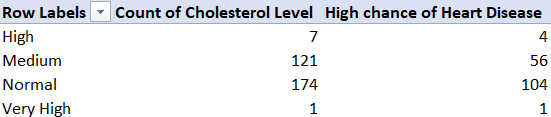 Row Labels Count of Cholesterol Level High chance of Heart Disease
High 7 4
Medium 121 56
Normal 174 104
Very High 1 1